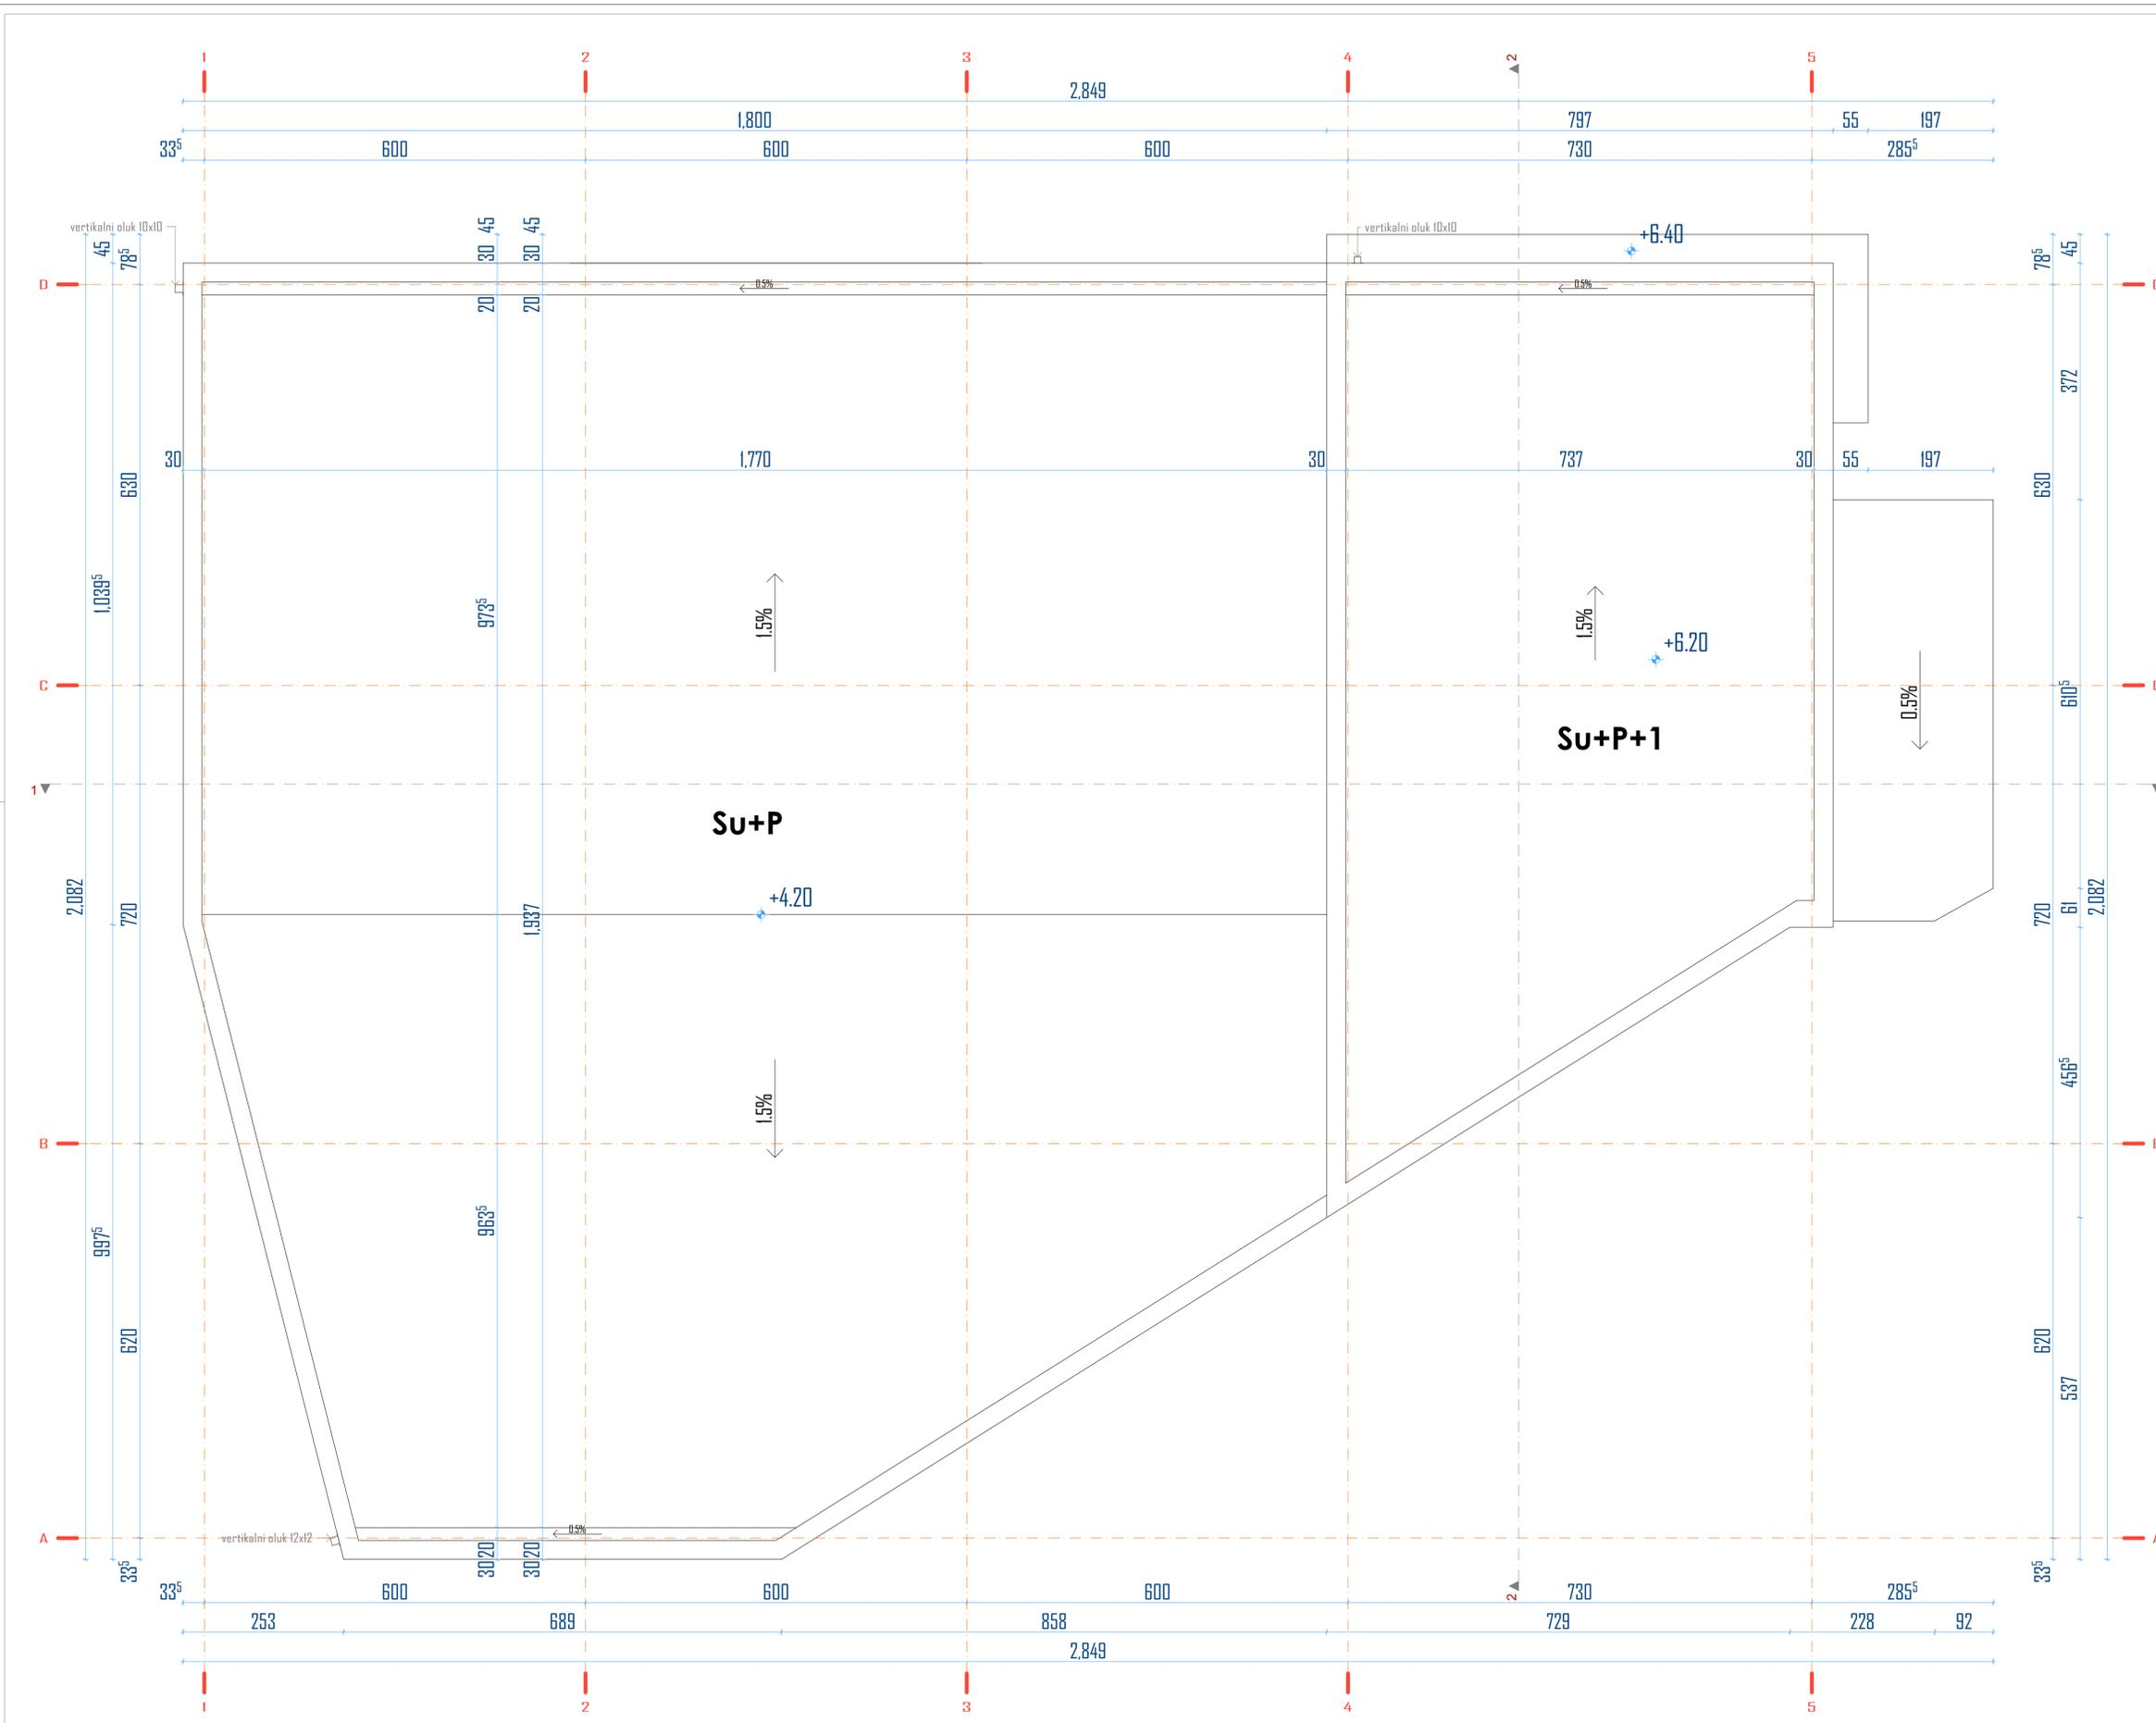 1 2 3 4 2 5
2,849
1,800 797 55 197
33⁵ 600 600 600 730 285⁵
vertikalni oluk 10x10
vertikalni oluk 10x10
+6.40
45 78⁵ 30 45 30 45 78⁵ 45
D 0.5% 0.5%
20 20
372
30 1,770 30 737 30 55 197
630 630
1,039⁵ 973⁵ 1.5% 1.5%
+6.20
C 610⁵
0.5%
Su+P+1
1
Su+P
+4.20
2,082 720 1,937 720 61 2,082
456⁵
1.5%
B
997⁵ 963⁵
620 620
537
0.5%
A vertikalni oluk 12x12
33⁵ 3020 3020 33⁵
33⁵ 600 600 600 2 730 285⁵
253 689 858 729 228 92
2,849
1 2 3 4 5